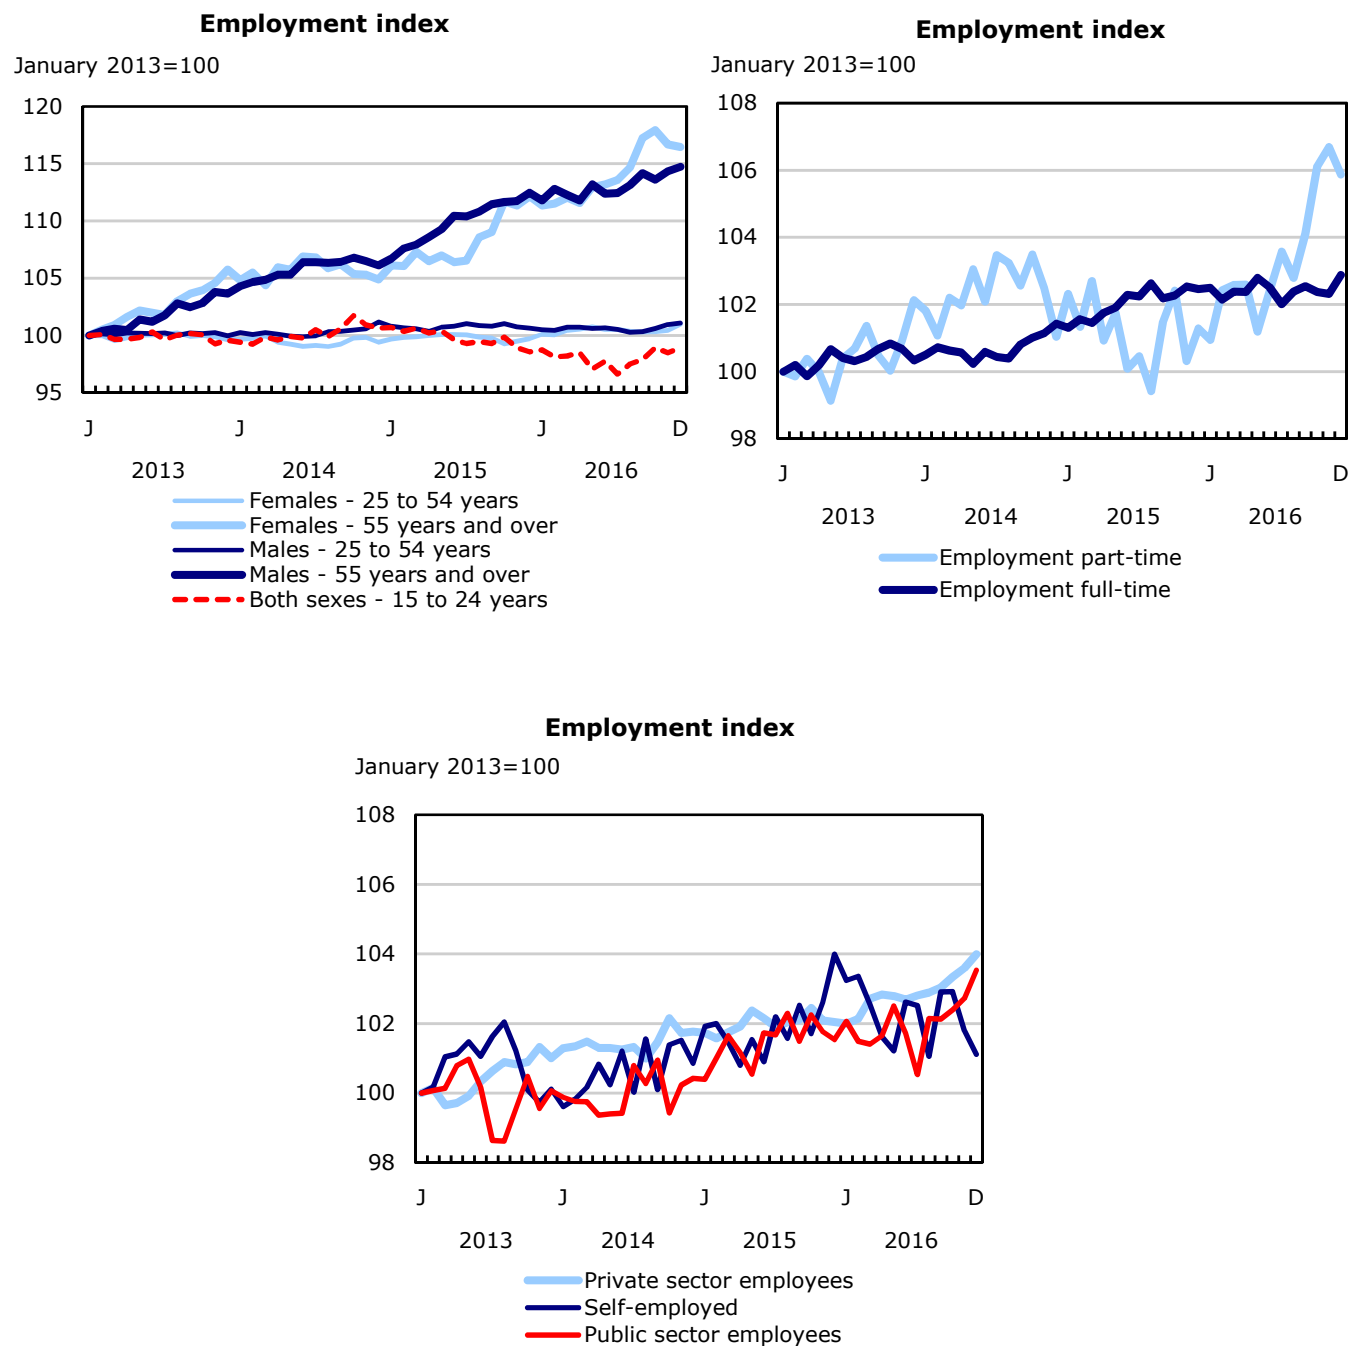 Employment index
January 2013=100
120
115
110
105
100
95
J J J J D
2013 2014 2015 2016
Females - 25 to 54 years
Females - 55 years and over
Males - 25 to 54 years
Males - 55 years and over
Both sexes - 15 to 24 years
Employment index
January 2013=100
108
106
104
102
100
98
J J J J D
2013 2014 2015 2016
Employment part-time
Employment full-time
Employment index
January 2013=100
108
106
104
102
100
98
J J J J D
2013 2014 2015 2016
Private sector employees
Self-employed
Public sector employees